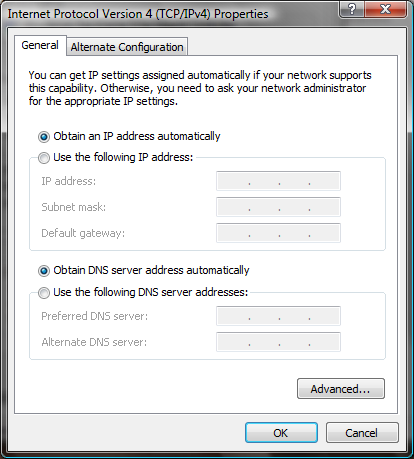 Internet Protocol Version 4 (TCP/IPv4) Properties
General
Alternate Configuration
You can get IP settings assigned automatically if your network supports
this capability. Otherwise, you need to ask your network administrator
for the appropriate IP settings.
Obtain an IP address automatically
Use the following IP address:
IP address:
Subnet mask:
Default gateway:
Obtain DNS server address automatically
Use the following DNS server addresses:
Preferred DNS server:
Alternate DNS server:
Advanced...
OK
Cancel